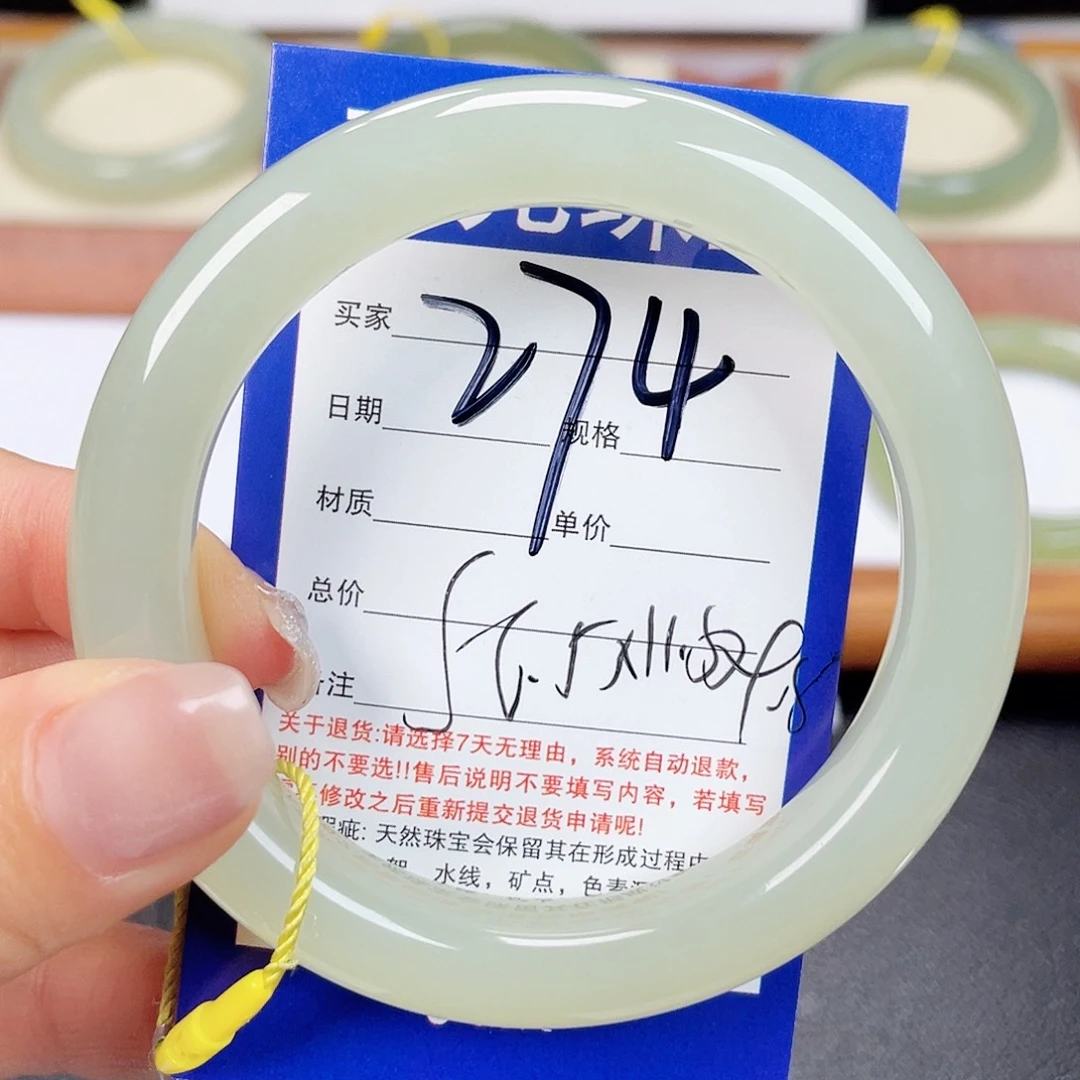 买家 274
日期 规格
材质 单价
总价
注
关于退货:请选择7天无理由，系统自动退款，
别的不要选!!售后说明不要填写内容，若填写
修改之后重新提交退货申请呢!
瑕疵: 天然珠宝会保留其在形成过程中
水线，矿点，色素